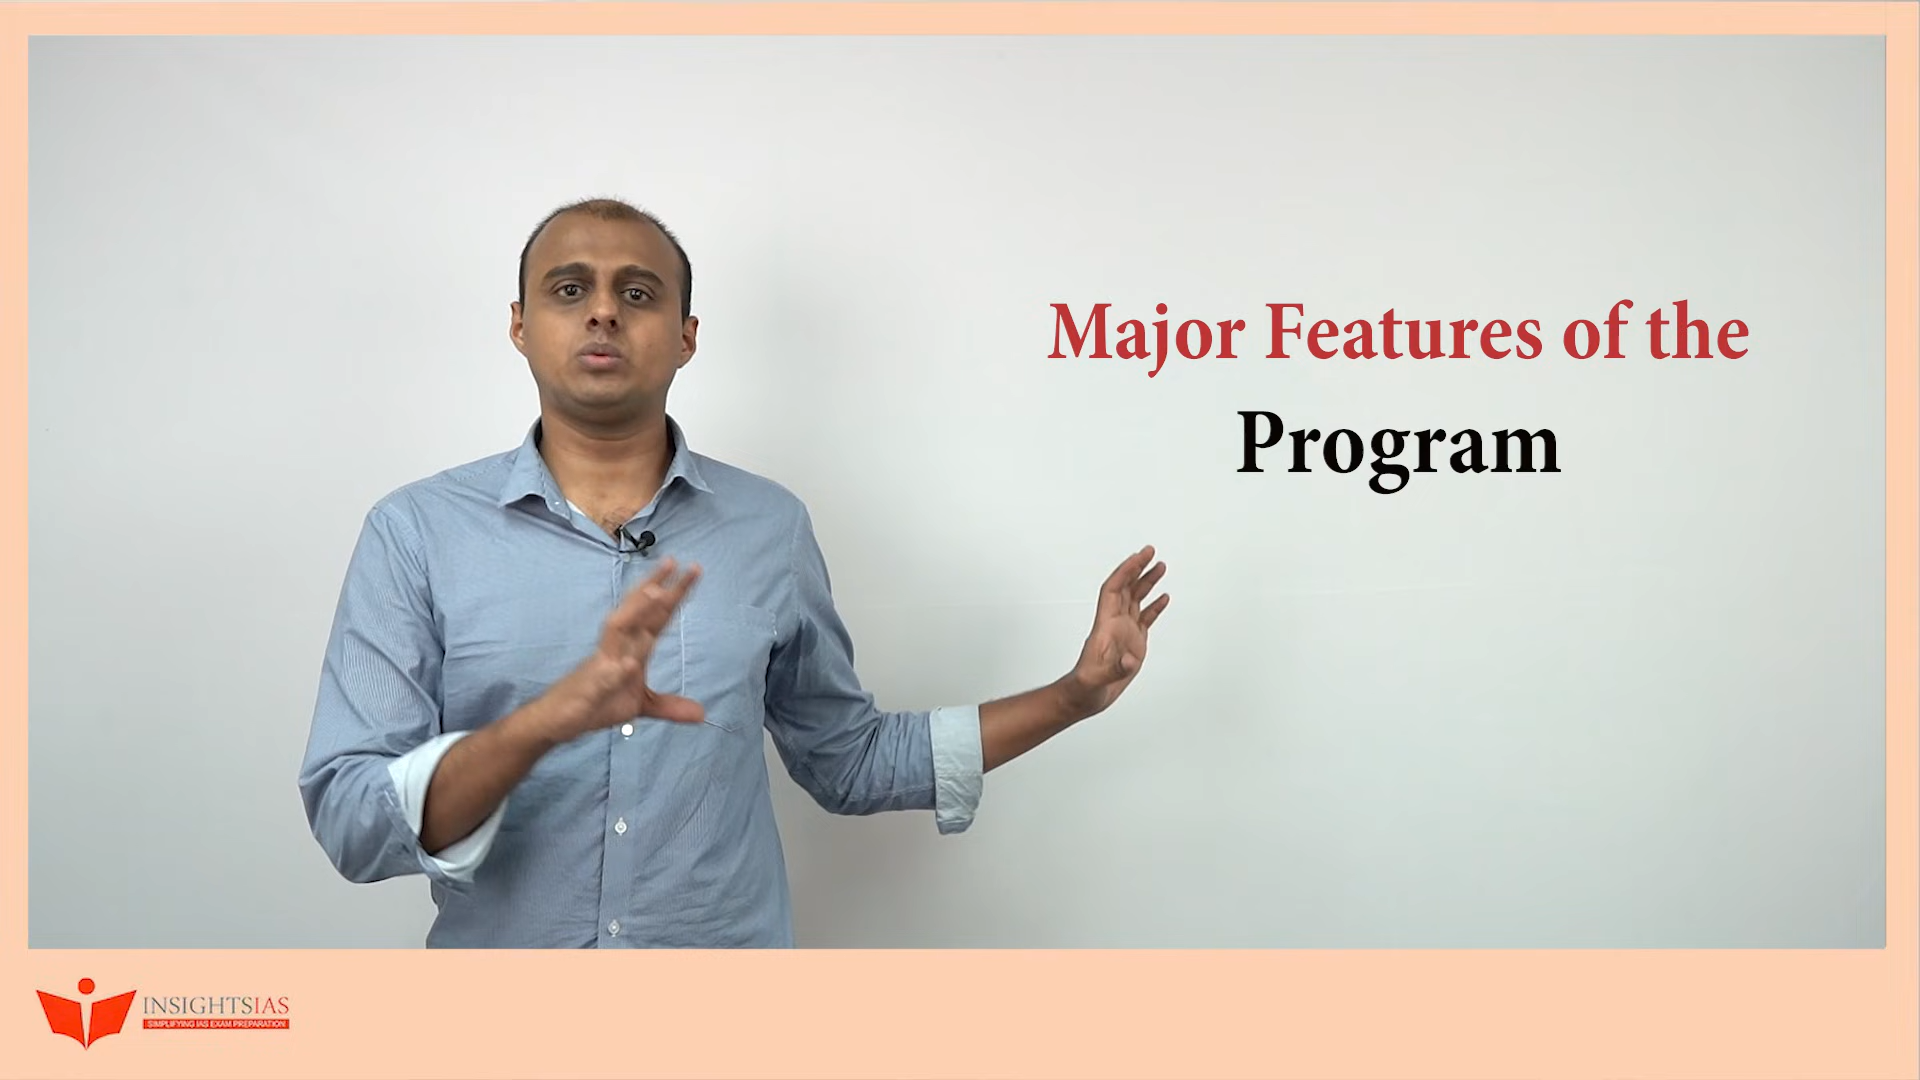 Major Features of the
Program
INSIGHTSIAS
SIMPLIFYING IAS EXAM PREPARATION